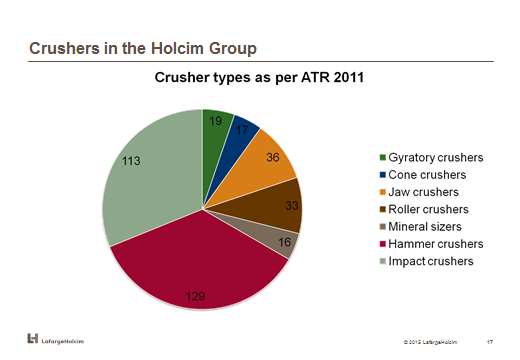 Crushers in the Holcim Group
Crusher types as per ATR 2011
19
17
36
33
16
129
113
Gyratory crushers
Cone crushers
Jaw crushers
Roller crushers
Mineral sizers
Hammer crushers
Impact crushers
LafargeHolcim
© 2015 LafargeHolcim
17